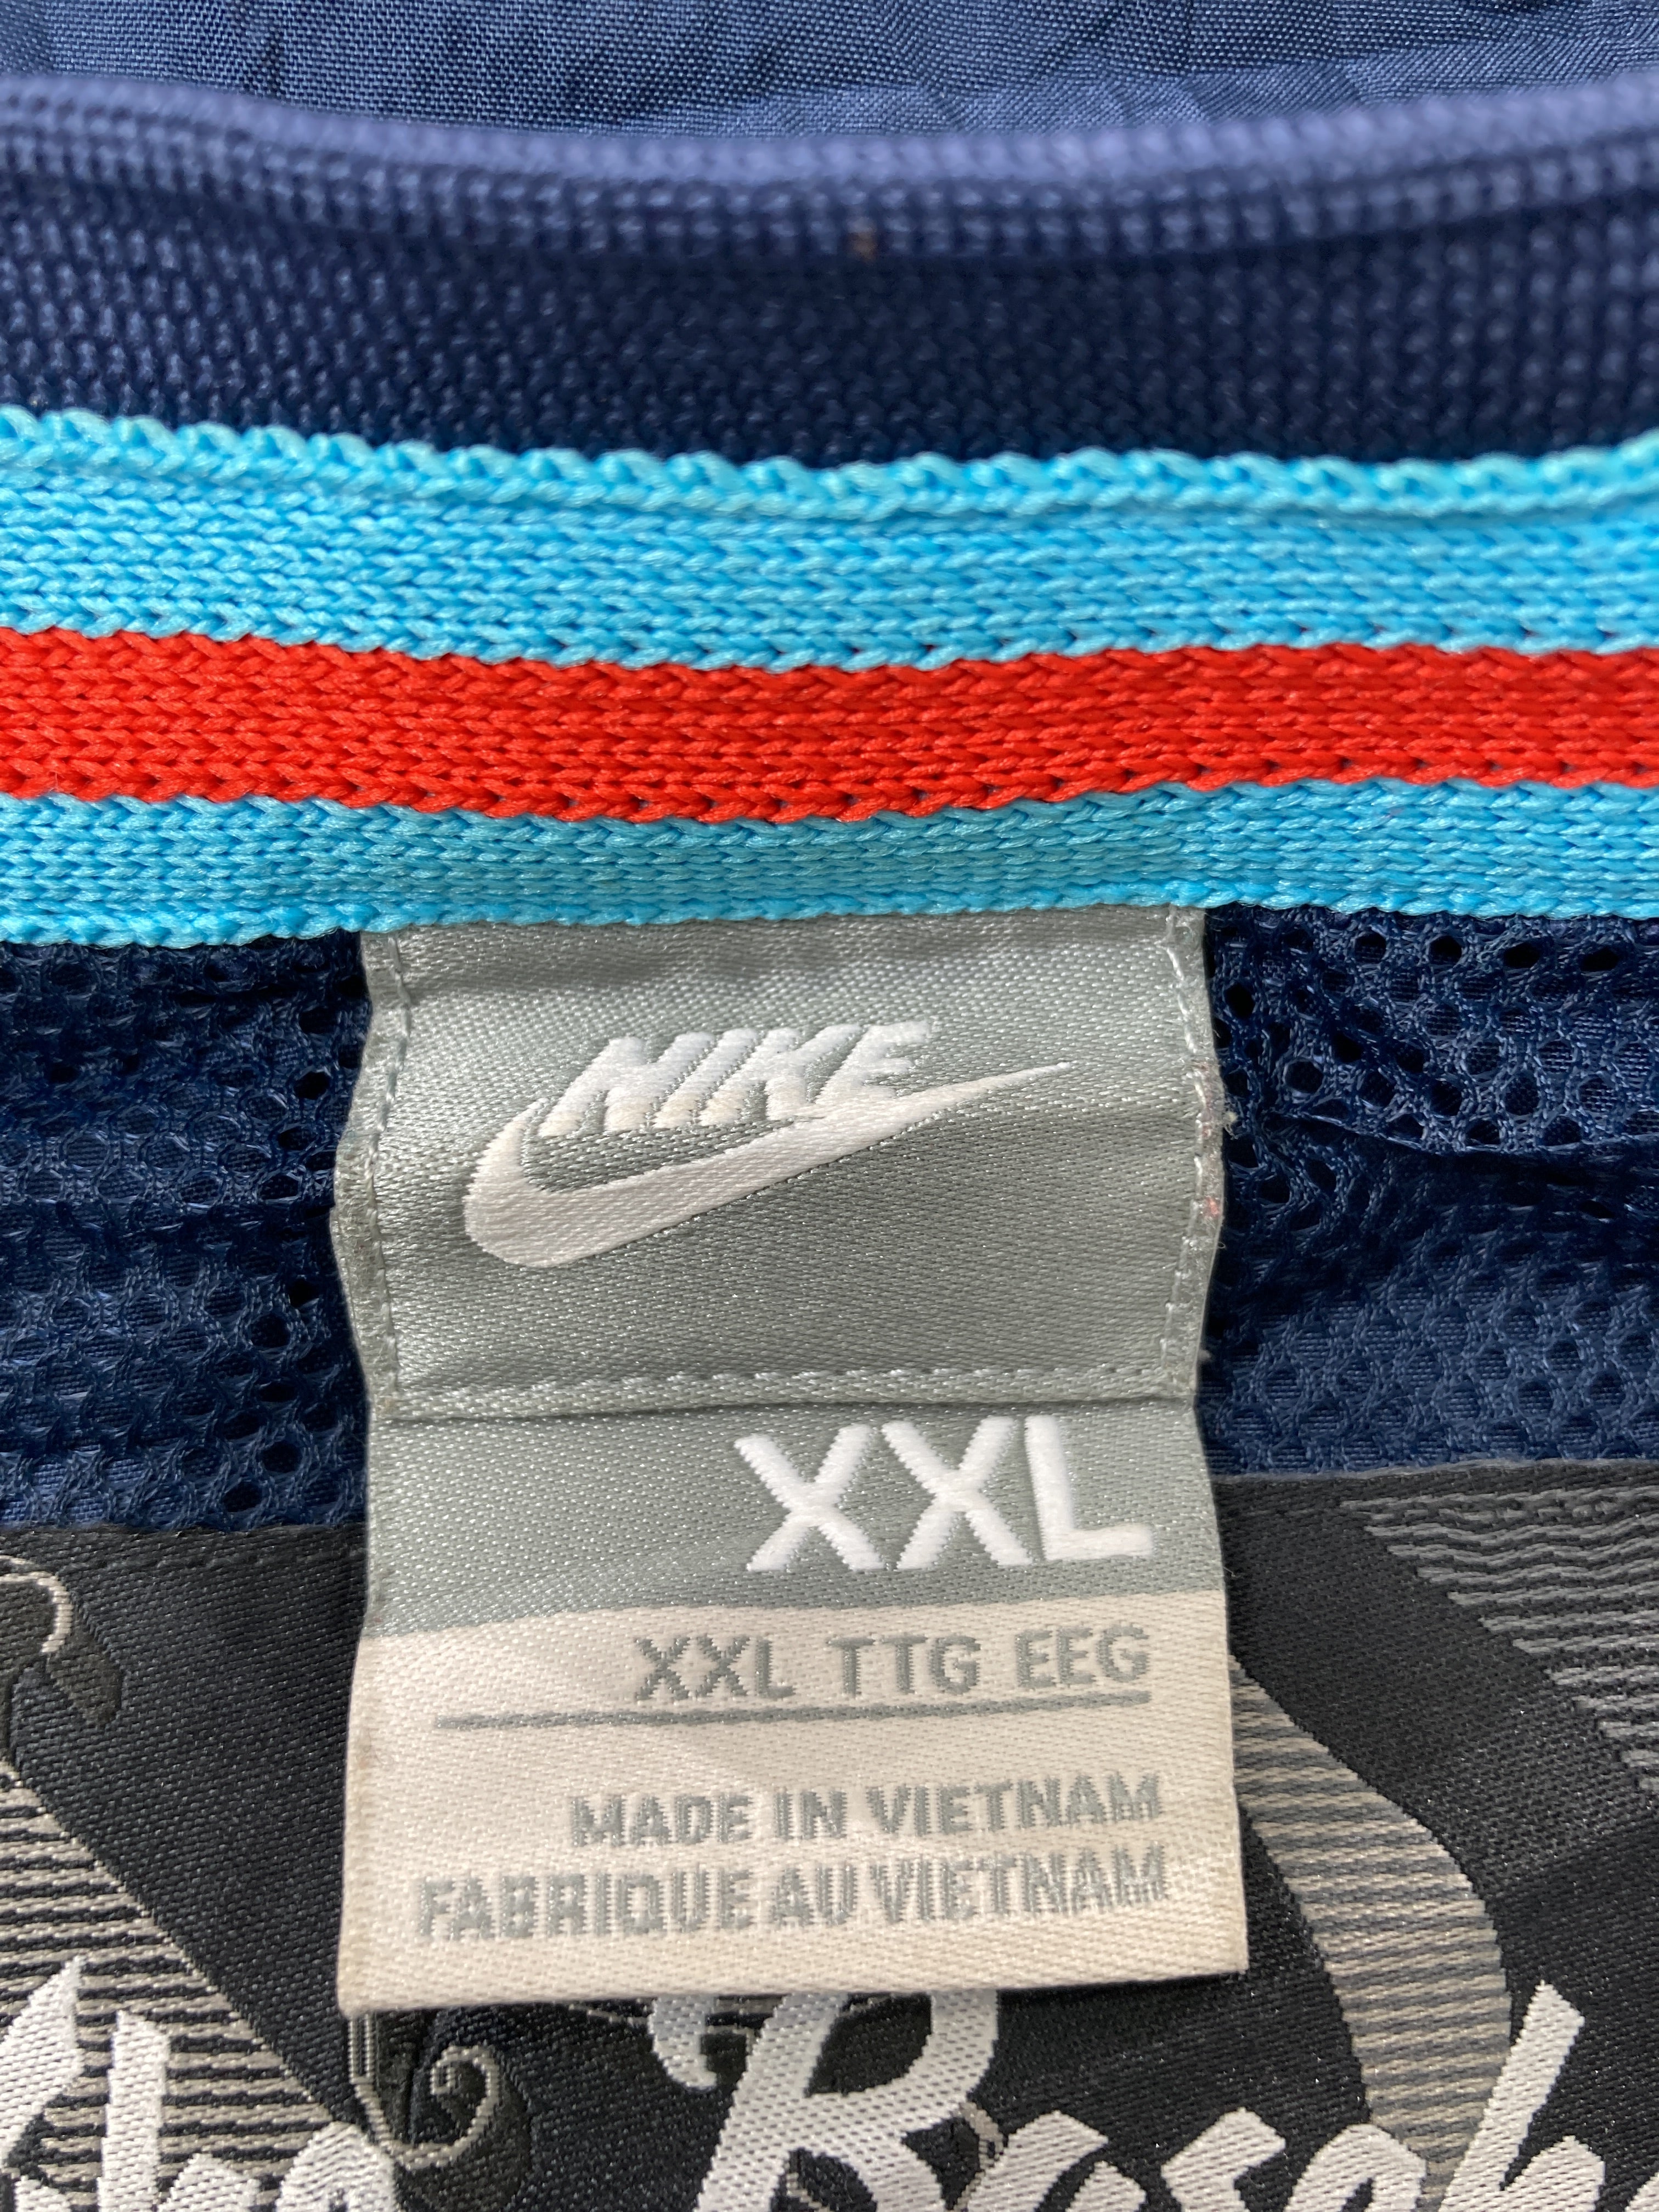 NIKE
XXL
XXL TTG EEG
MADE IN VIETNAM
FABRIQUE AU VIETNAM